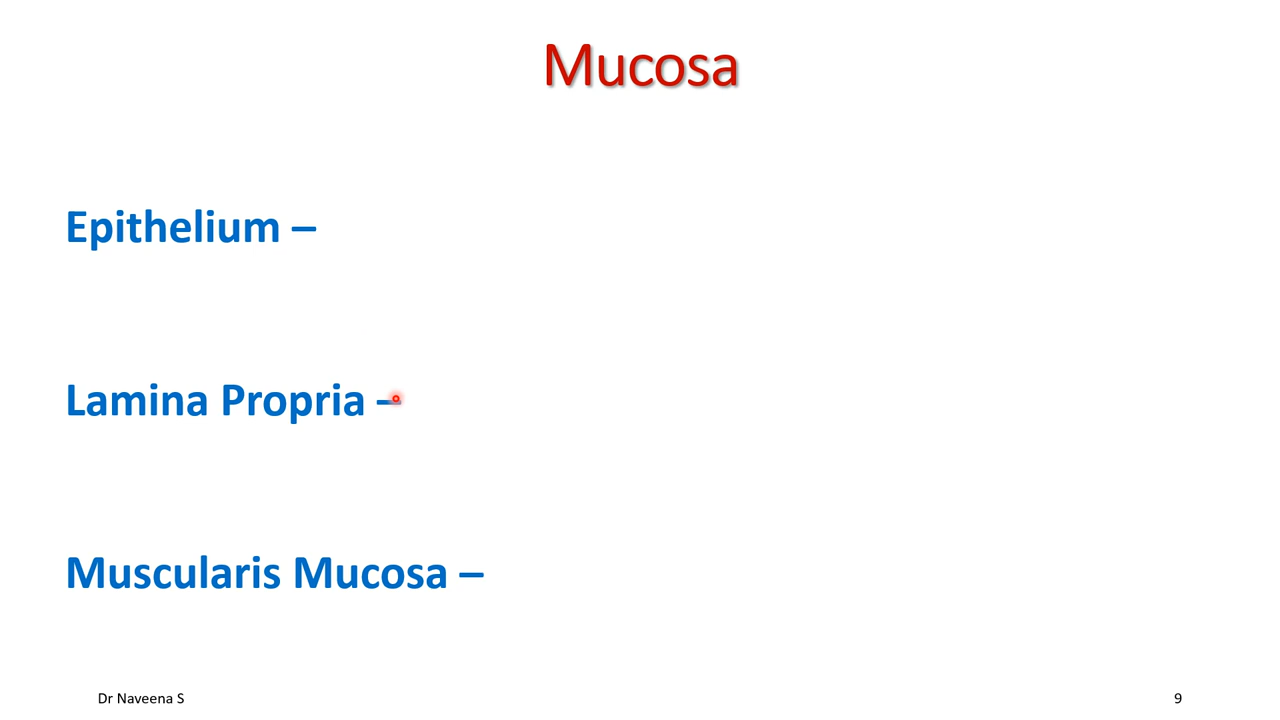 Mucosa
Epithelium –
Lamina Propria –
Muscularis Mucosa –
Dr Naveena S
9